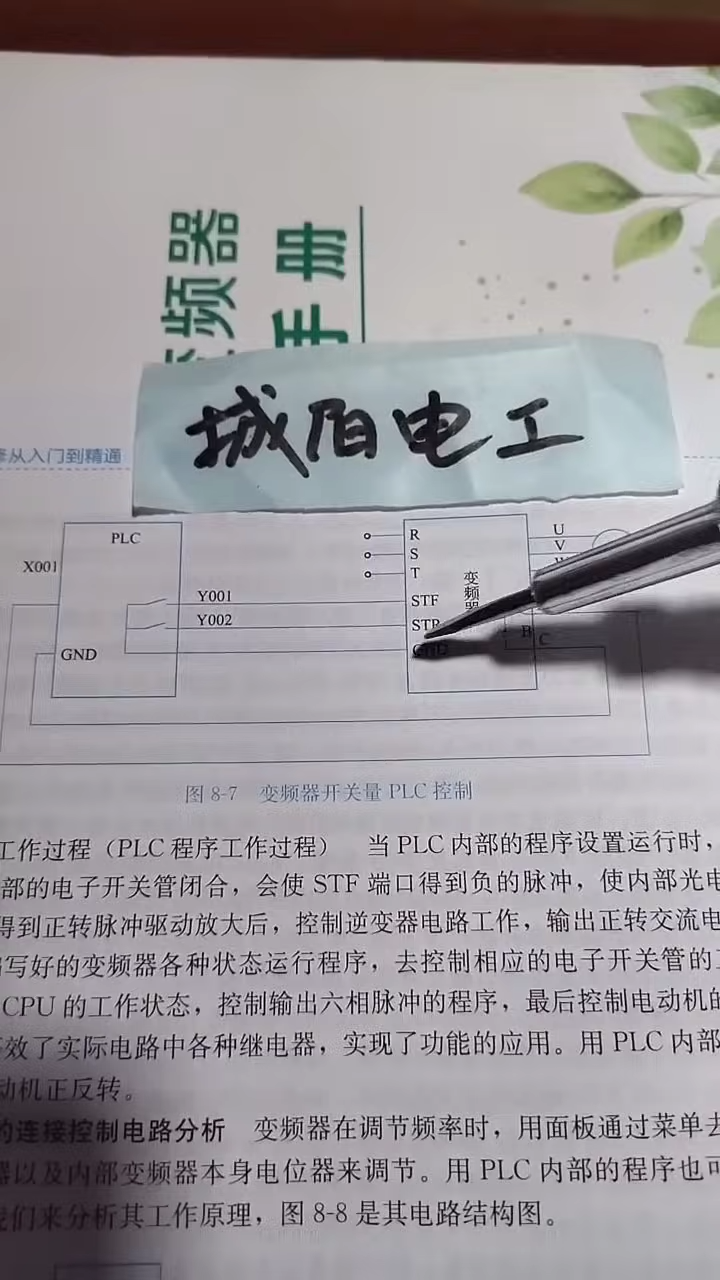 频器
手册
城阳电工
从入门到精通
PLC
X001
Y001
Y002
GND
R
S
T
STF
STR
GND
变频器
U
V
B
C
图 8-7 变频器开关量 PLC 控制
工作过程(PLC 程序工作过程) 当 PLC 内部的程序设置运行时,
部的电子开关管闭合,会使 STF 端口得到负的脉冲,使内部光电
得到正转脉冲驱动放大后,控制逆变器电路工作,输出正转交流电
写好的变频器各种状态运行程序,去控制相应的电子开关管的
CPU 的工作状态,控制输出六相脉冲的程序,最后控制电动机的
效了实际电路中各种继电器,实现了功能的应用。用 PLC 内部
动机正反转。
的连接控制电路分析 变频器在调节频率时,用面板通过菜单去
器以及内部变频器本身电位器来调节。用 PLC 内部的程序也可
我们来分析其工作原理,图 8-8 是其电路结构图。